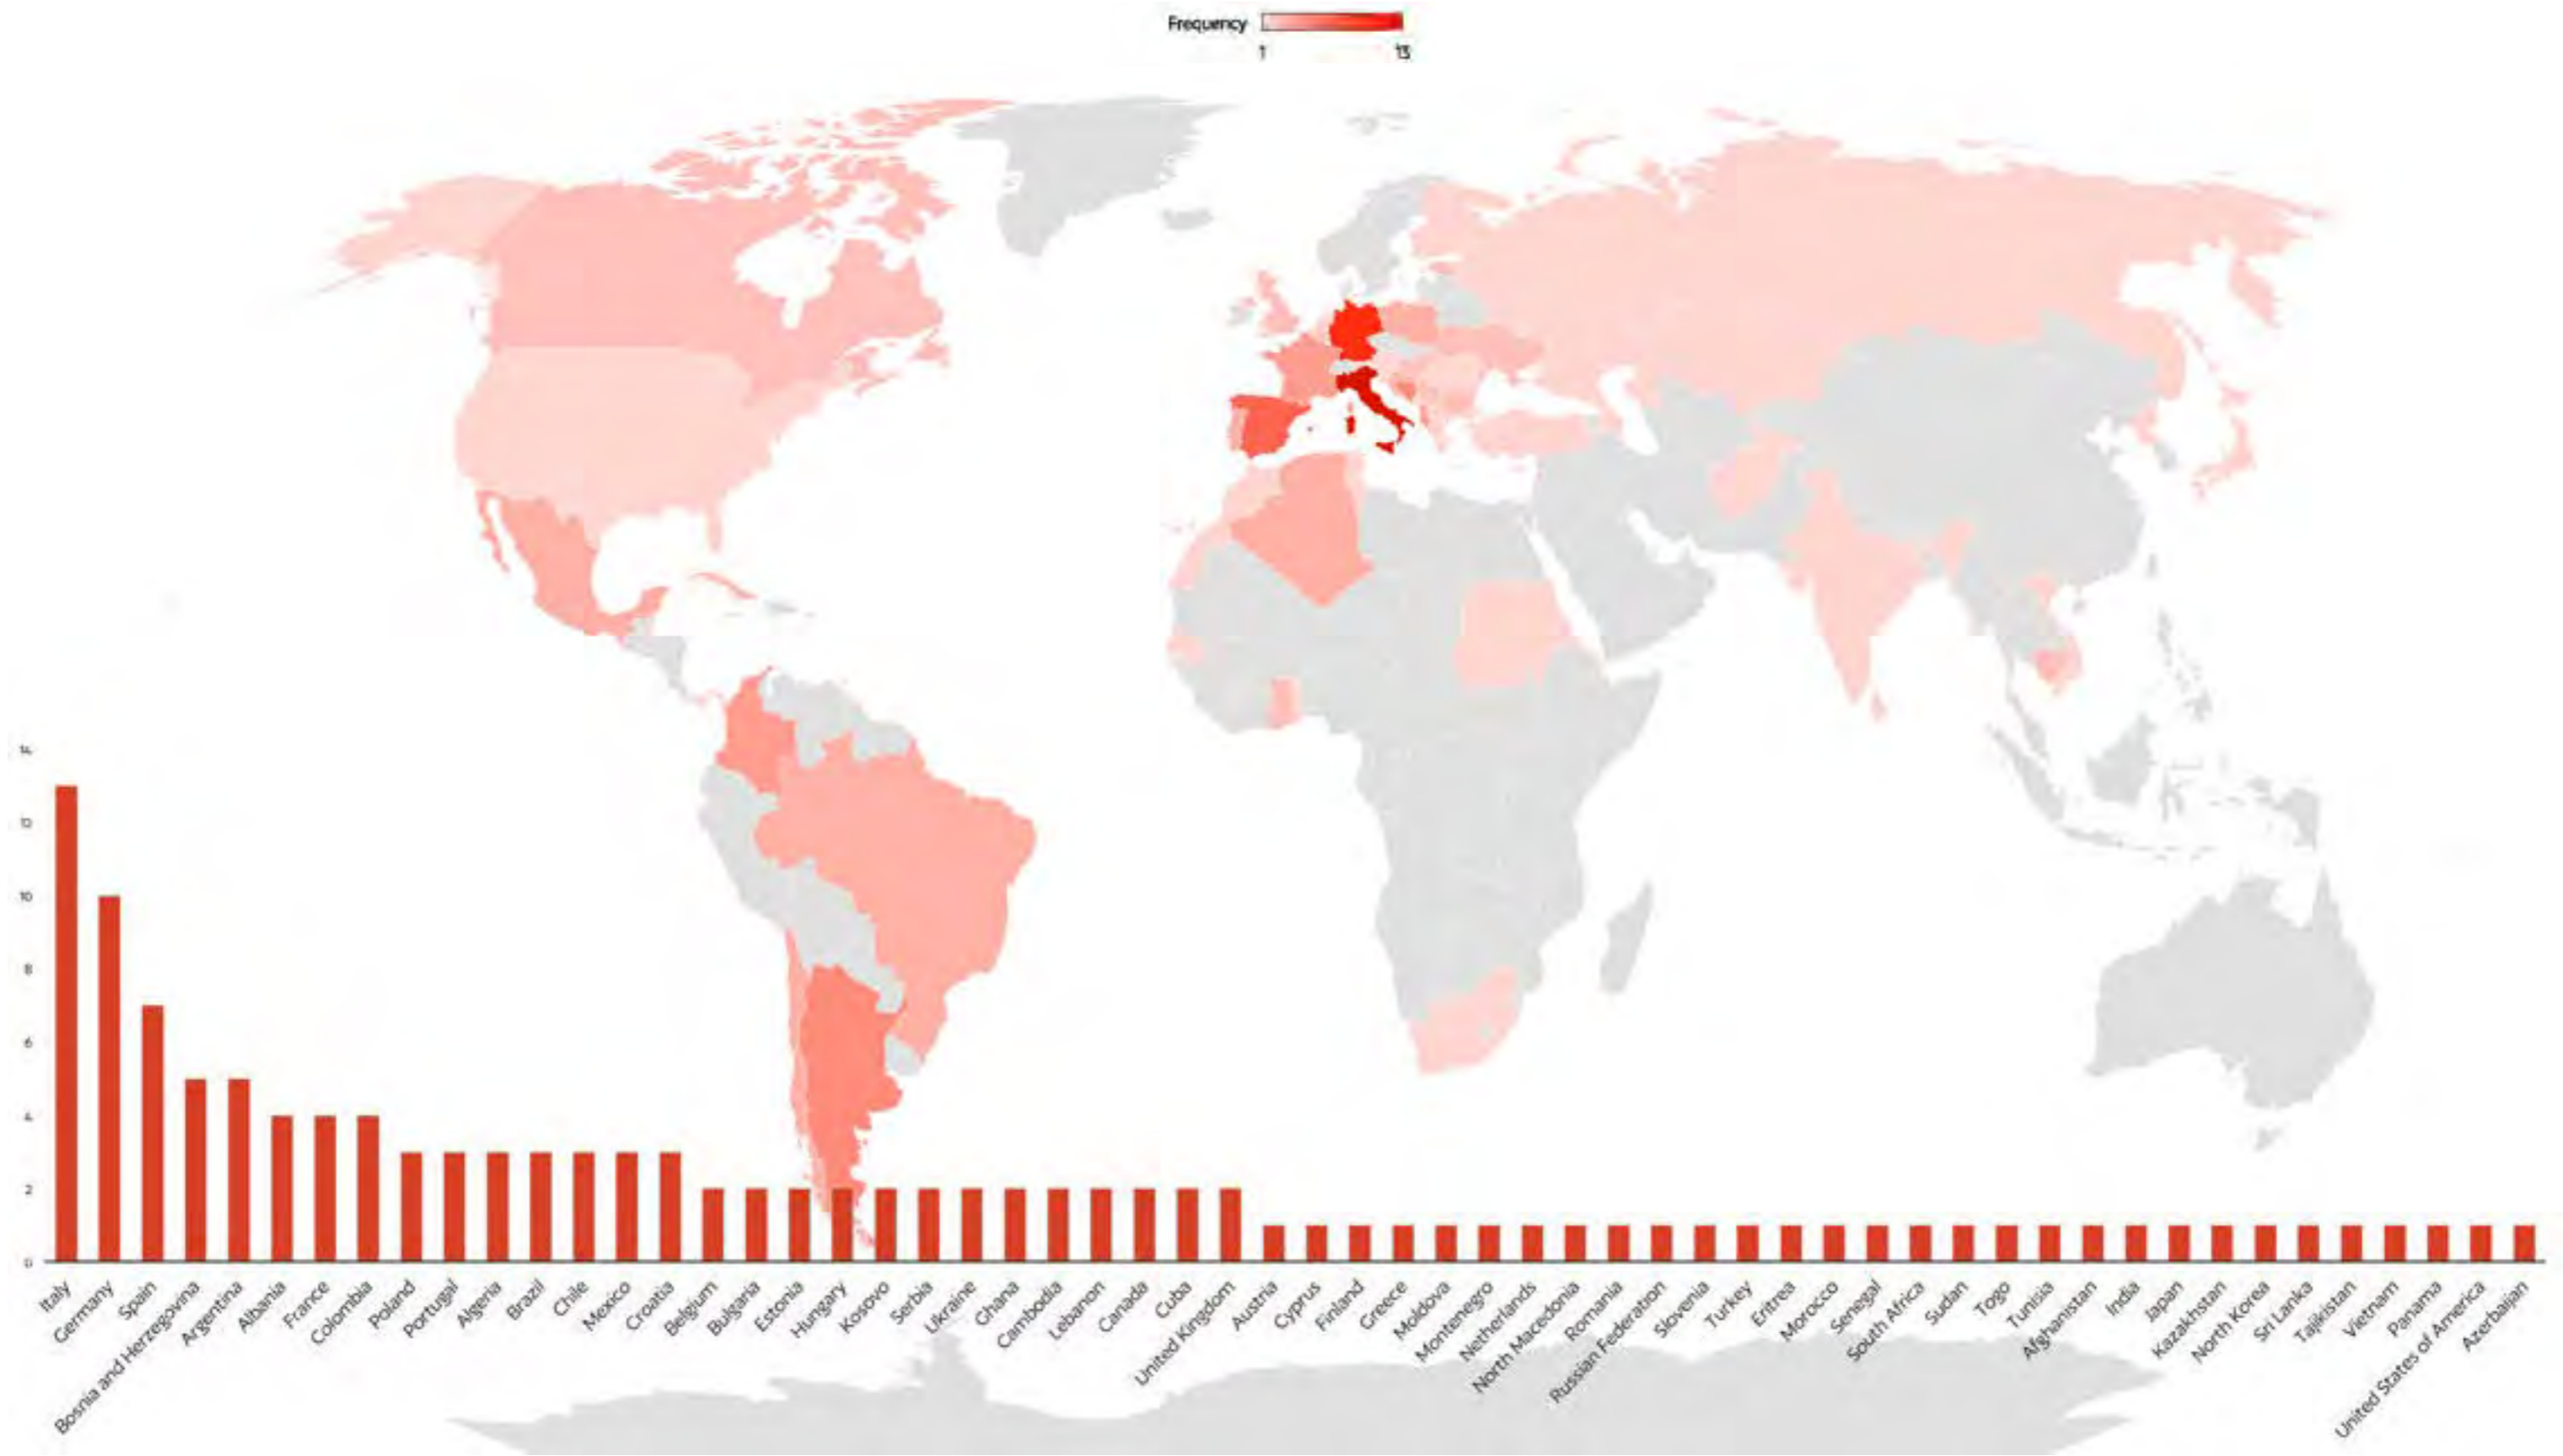 Frequency
1 13
14
12
10
8
6
4
2
0
Italy
Germany
Spain
Bosnia and Herzegovina
Argentina
Albania
France
Colombia
Poland
Portugal
Algeria
Brazil
Chile
Mexico
Croatia
Belgium
Bulgaria
Estonia
Hungary
Kosovo
Serbia
Ukraine
Ghana
Cambodia
Lebanon
Canada
Cuba
United Kingdom
Austria
Cyprus
Finland
Greece
Moldova
Montenegro
Netherlands
North Macedonia
Romania
Russian Federation
Slovenia
Turkey
Eritrea
Morocco
Senegal
South Africa
Sudan
Togo
Tunisia
Afghanistan
India
Japan
Kazakhstan
North Korea
Sri Lanka
Tajikistan
Vietnam
Panama
United States of America
Azerbaijan